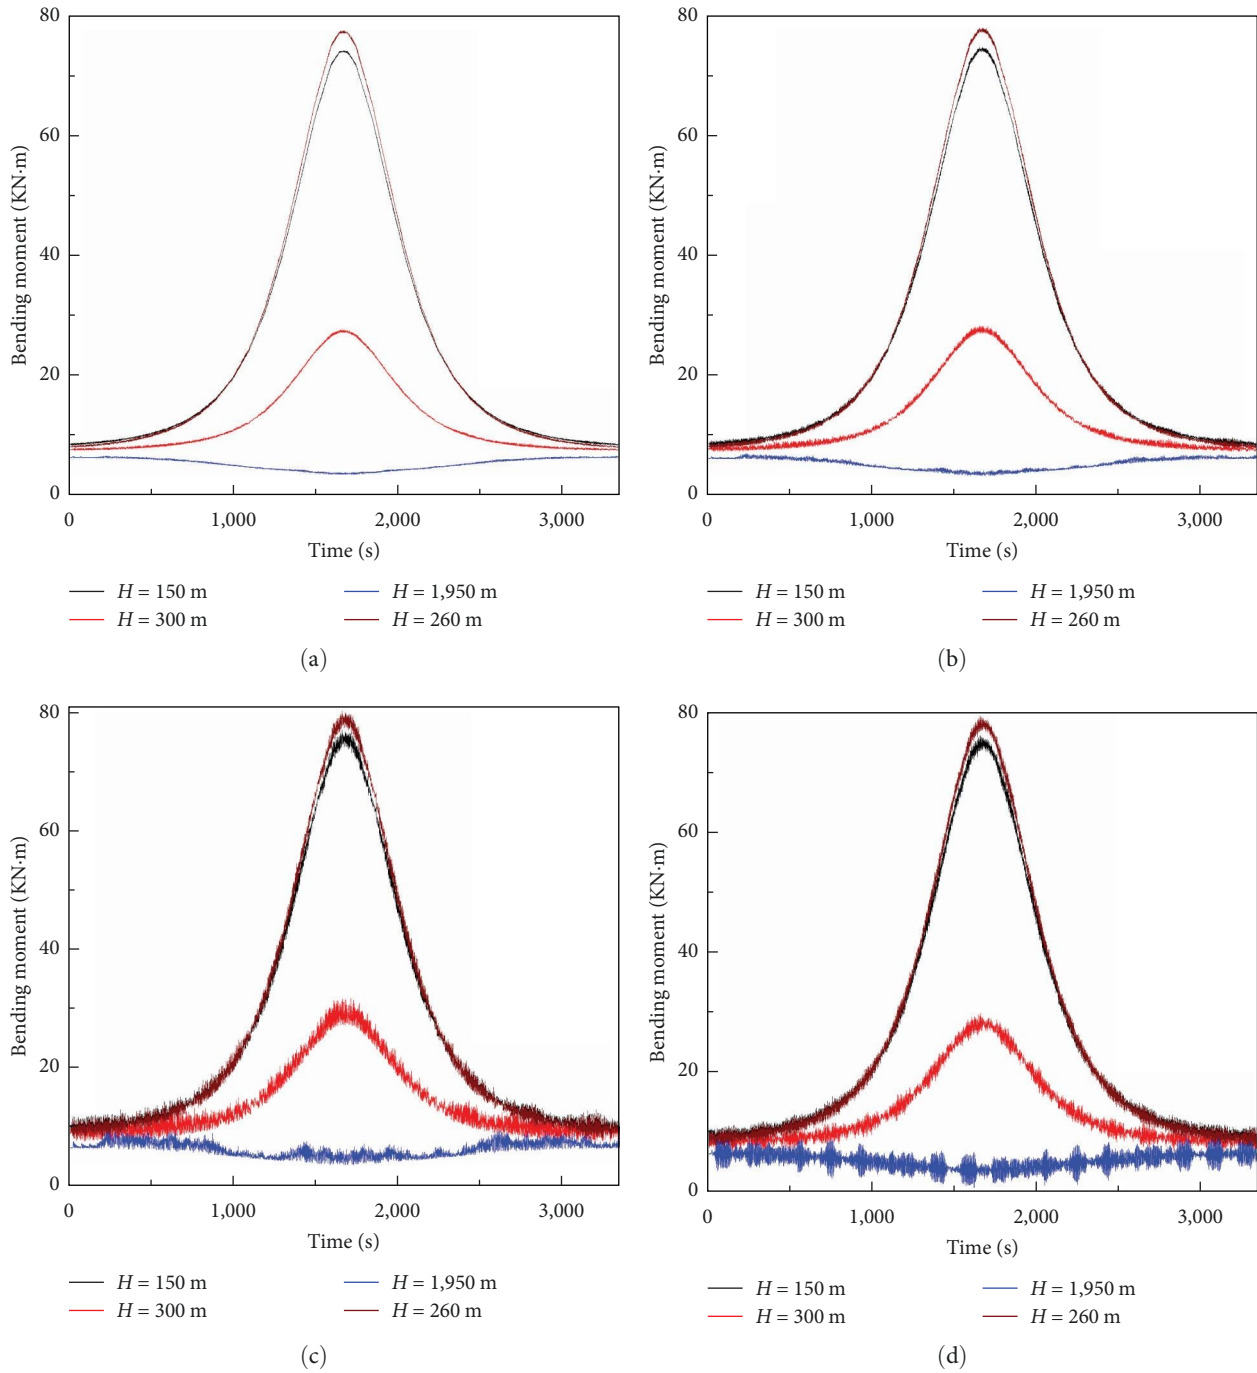 80
60
40
20
0
Bending moment (KN·m)
0 1,000 2,000 3,000
Time (s)
H = 150 m H = 1,950 m
H = 300 m H = 260 m
(a)
80
60
40
20
0
Bending moment (KN·m)
0 1,000 2,000 3,000
Time (s)
H = 150 m H = 1,950 m
H = 300 m H = 260 m
(b)
80
60
40
20
0
Bending moment (KN·m)
0 1,000 2,000 3,000
Time (s)
H = 150 m H = 1,950 m
H = 300 m H = 260 m
(c)
80
60
40
20
0
Bending moment (KN·m)
0 1,000 2,000 3,000
Time (s)
H = 150 m H = 1,950 m
H = 300 m H = 260 m
(d)